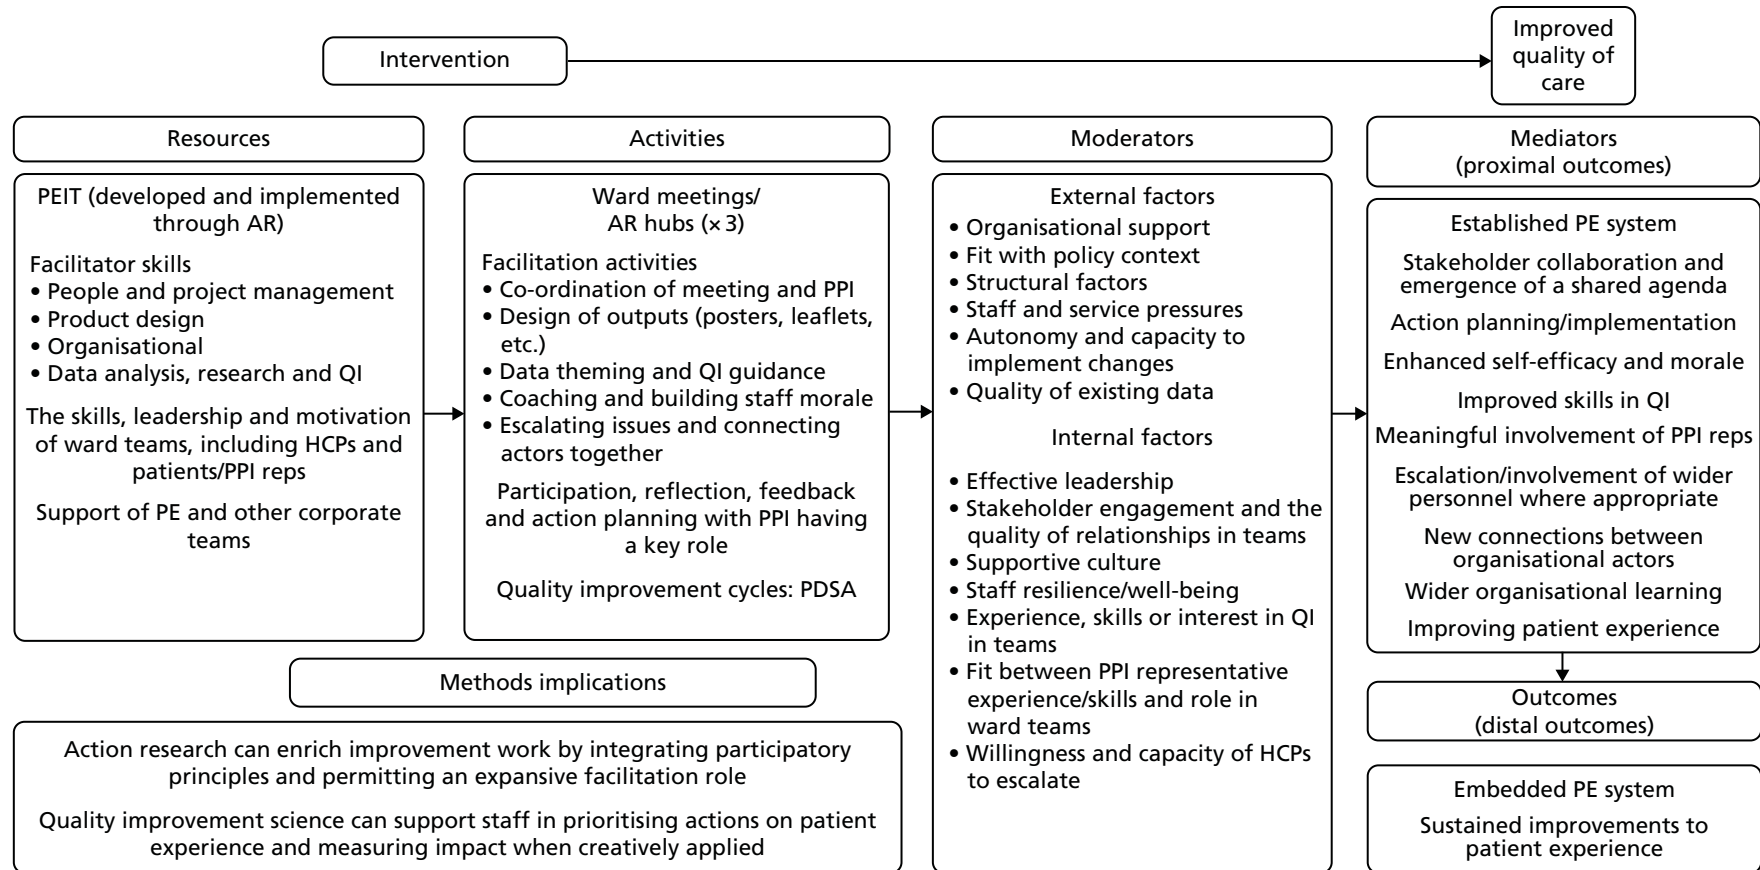 Intervention
Improved
quality of
care
Resources
PEIT (developed and implemented
through AR)
Facilitator skills
• People and project management
• Product design
• Organisational
• Data analysis, research and QI
The skills, leadership and motivation
of ward teams, including HCPs and
patients/PPI reps
Support of PE and other corporate
teams
Activities
Ward meetings/
AR hubs (×3)
Facilitation activities
• Co-ordination of meeting and PPI
• Design of outputs (posters, leaflets,
etc.)
• Data theming and QI guidance
• Coaching and building staff morale
• Escalating issues and connecting
actors together
Participation, reflection, feedback
and action planning with PPI having
a key role
Quality improvement cycles: PDSA
Moderators
External factors
• Organisational support
• Fit with policy context
• Structural factors
• Staff and service pressures
• Autonomy and capacity to
implement changes
• Quality of existing data
Internal factors
• Effective leadership
• Stakeholder engagement and the
quality of relationships in teams
• Supportive culture
• Staff resilience/well-being
• Experience, skills or interest in QI
in teams
• Fit between PPI representative
experience/skills and role in
ward teams
• Willingness and capacity of HCPs
to escalate
Mediators
(proximal outcomes)
Established PE system
Stakeholder collaboration and
emergence of a shared agenda
Action planning/implementation
Enhanced self-efficacy and morale
Improved skills in QI
Meaningful involvement of PPI reps
Escalation/involvement of wider
personnel where appropriate
New connections between
organisational actors
Wider organisational learning
Improving patient experience
Outcomes
(distal outcomes)
Embedded PE system
Sustained improvements to
patient experience
Methods implications
Action research can enrich improvement work by integrating participatory
principles and permitting an expansive facilitation role
Quality improvement science can support staff in prioritising actions on patient
experience and measuring impact when creatively applied